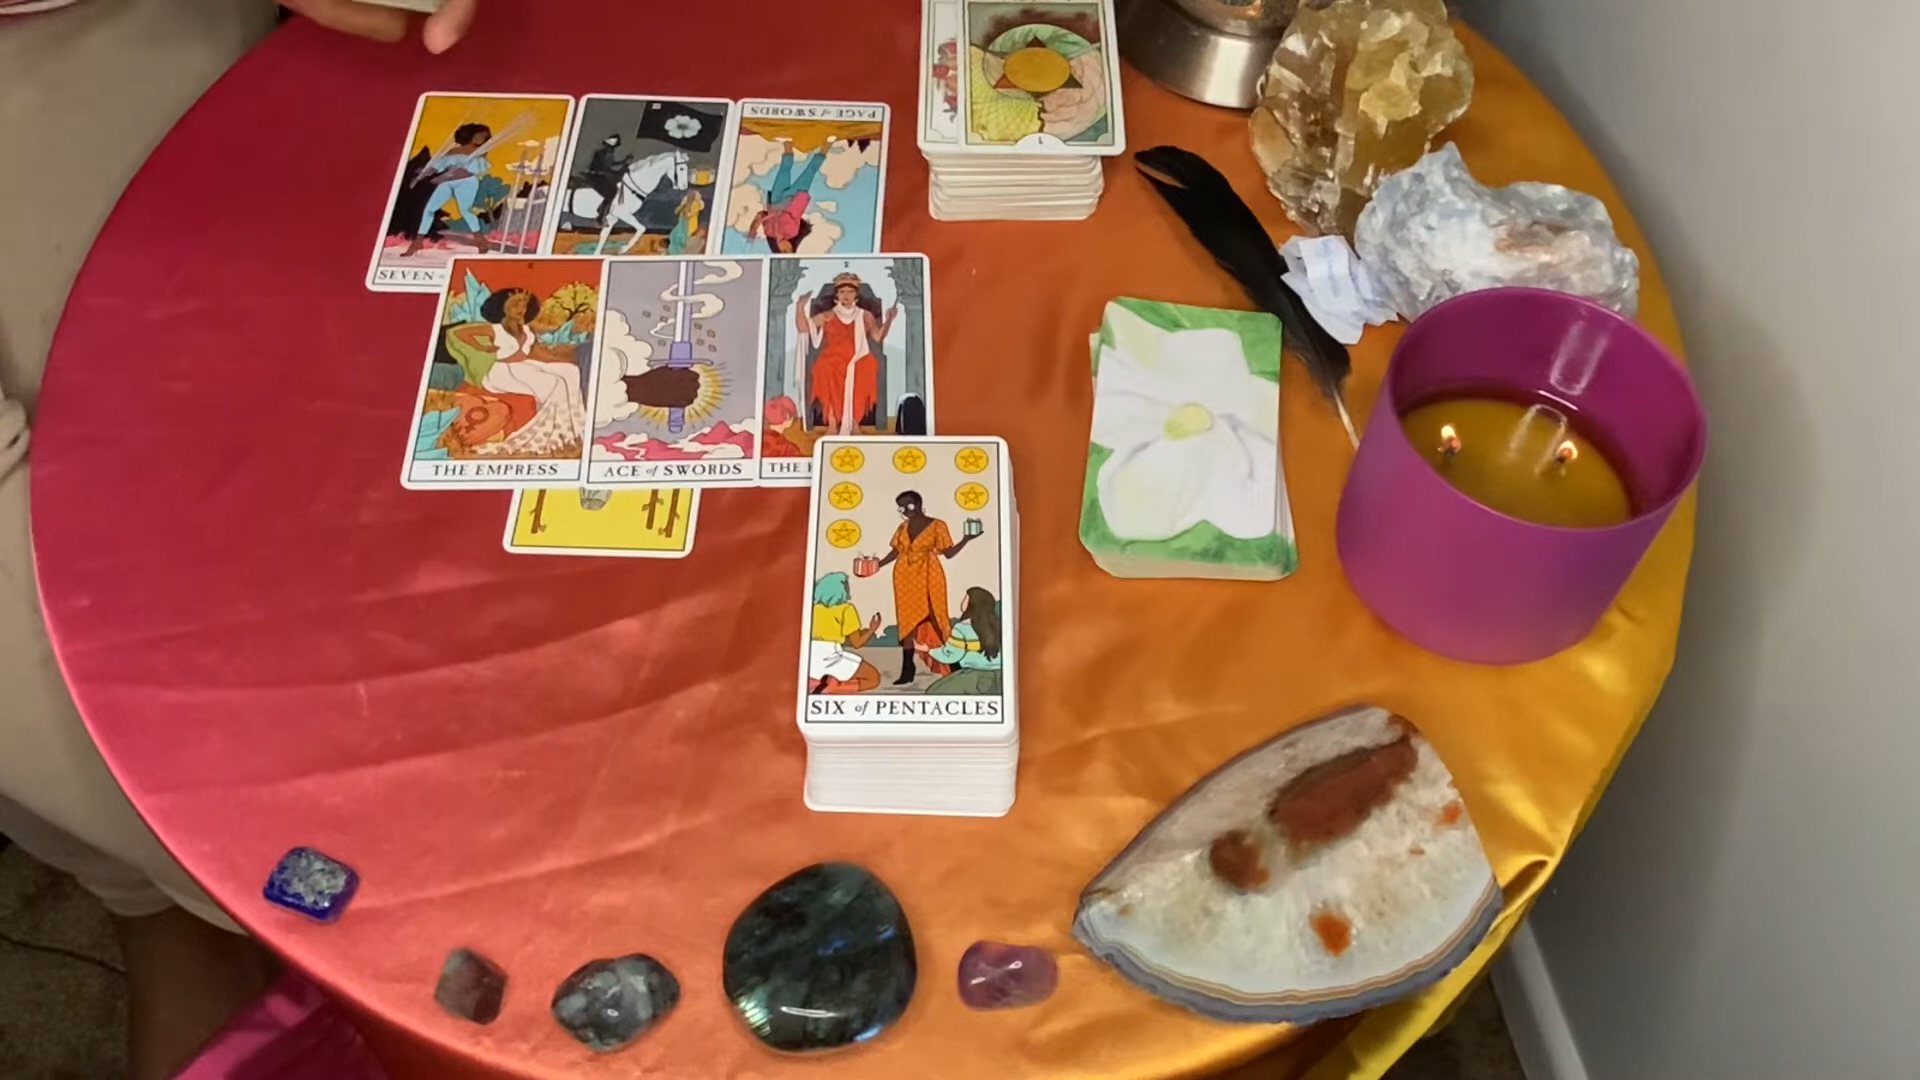 PAGE of SWORDS
SEVEN
THE EMPRESS
ACE of SWORDS
THE
SIX of PENTACLES